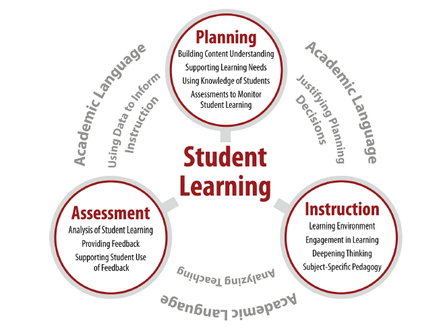 Planning
Building Content Understanding
Supporting Learning Needs
Using Knowledge of Students
Assessments to Monitor
Student Learning
Academic Language
Using Data to Inform
Instruction
Academic Language
Justifying Planning
Decisions
Student
Learning
Assessment
Analysis of Student Learning
Providing Feedback
Supporting Student Use
of Feedback
Instruction
Learning Environment
Engagement in Learning
Deepening Thinking
Subject-Specific Pedagogy
Analyzing Teaching
Academic Language